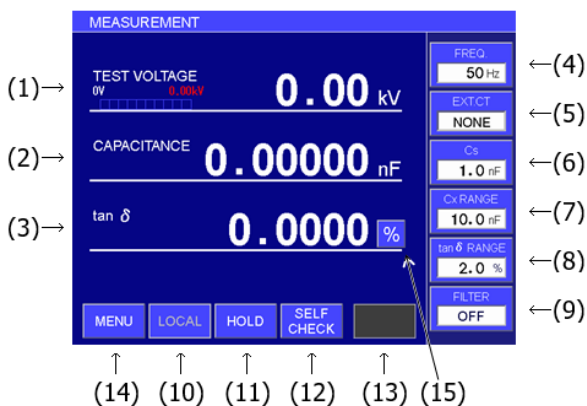 MEASUREMENT
(1)→
TEST VOLTAGE
0V 0.00kV
0.00 kV
(2)→
CAPACITANCE
0.00000 nF
(3)→
tan δ
0.0000 %
FREQ.
50 Hz
←(4)
EXT.CT
NONE
←(5)
Cs
1.0 nF
←(6)
Cx RANGE
10.0 nF
←(7)
tan δ RANGE
2.0 %
←(8)
FILTER
OFF
←(9)
MENU
LOCAL
HOLD
SELF
CHECK
(14) (10) (11) (12) (13) (15)